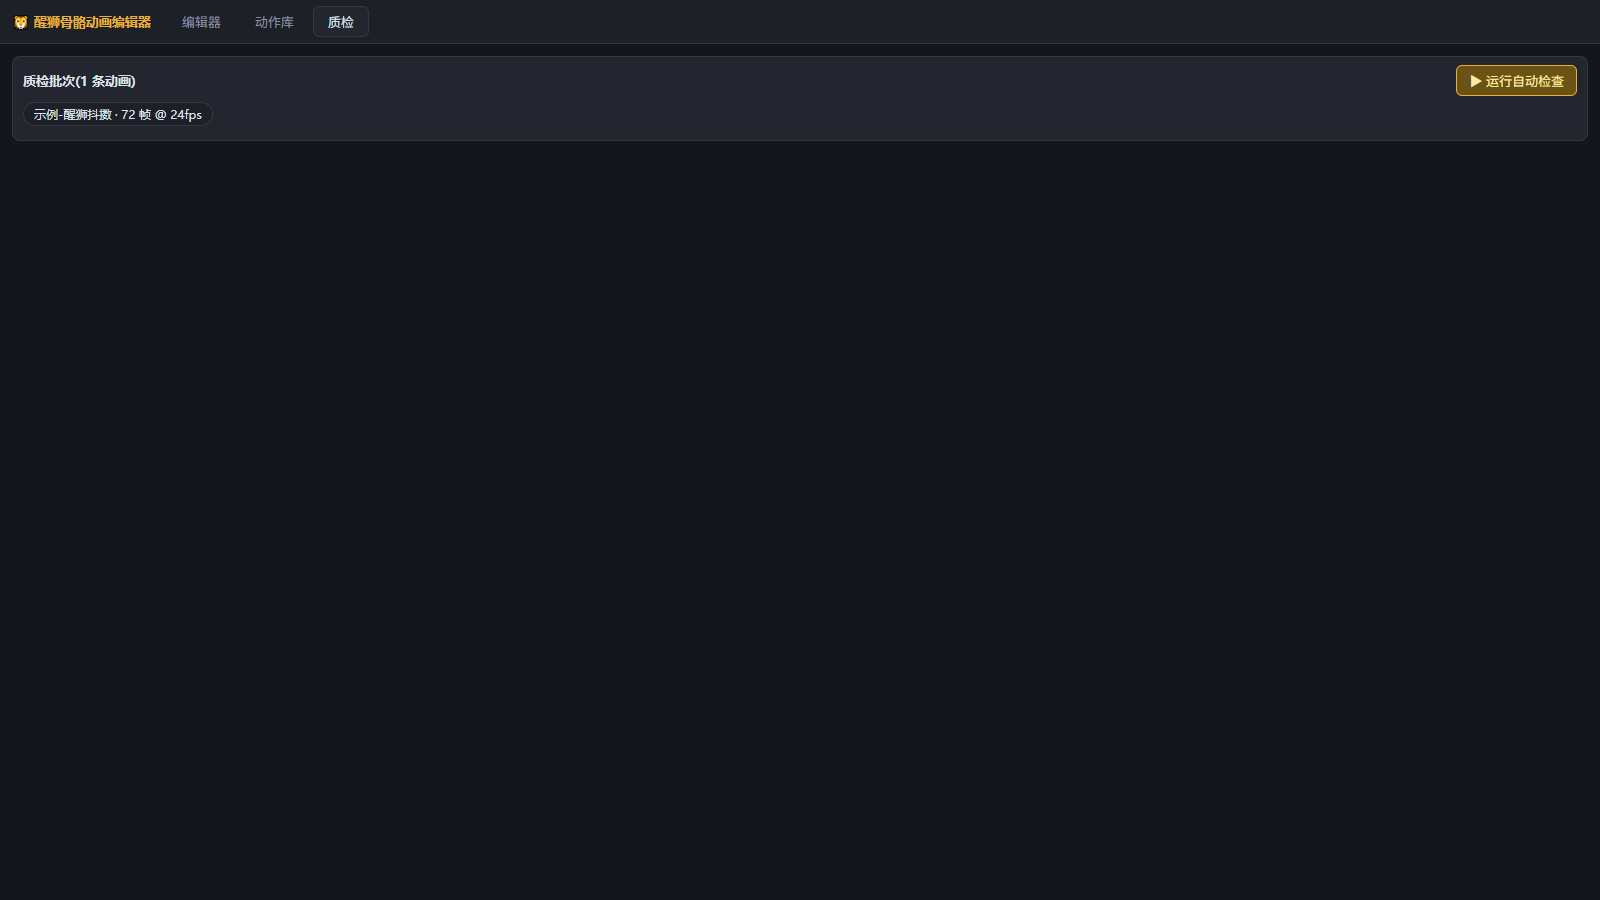 醒狮骨骼动画编辑器 编辑器 动作库 质检
质检批次(1 条动画)
▶ 运行自动检查
示例-醒狮抖擞 · 72 帧 @ 24fps